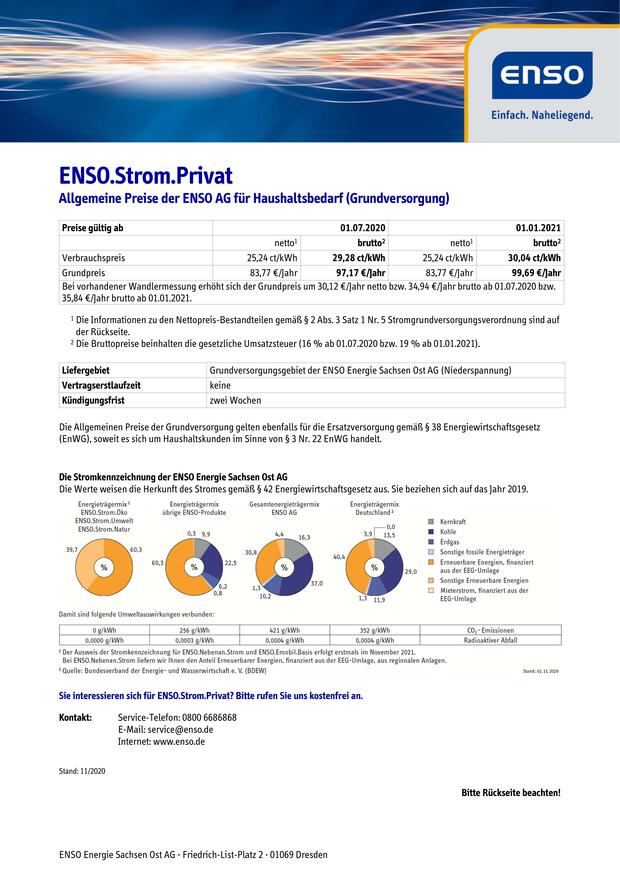 ENSO
Einfach. Naheliegend.
ENSO.Strom.Privat
Allgemeine Preise der ENSO AG für Haushaltsbedarf (Grundversorgung)
Preise gültig ab 01.07.2020 01.01.2021
netto¹ brutto² netto¹ brutto²
Verbrauchspreis 25,24 ct/kWh 29,28 ct/kWh 25,24 ct/kWh 30,04 ct/kWh
Grundpreis 83,77 €/Jahr 97,17 €/Jahr 83,77 €/Jahr 99,69 €/Jahr
Bei vorhandener Wandlermessung erhöht sich der Grundpreis um 30,12 €/Jahr netto bzw. 34,94 €/Jahr brutto ab 01.07.2020 bzw.
35,84 €/Jahr brutto ab 01.01.2021.
¹ Die Informationen zu den Nettopreis-Bestandteilen gemäß § 2 Abs. 3 Satz 1 Nr. 5 Stromgrundversorgungsverordnung sind auf
der Rückseite.
² Die Bruttopreise beinhalten die gesetzliche Umsatzsteuer (16 % ab 01.07.2020 bzw. 19 % ab 01.01.2021).
Liefergebiet Grundversorgungsgebiet der ENSO Energie Sachsen Ost AG (Niederspannung)
Vertragserstlaufzeit keine
Kündigungsfrist zwei Wochen
Die Allgemeinen Preise der Grundversorgung gelten ebenfalls für die Ersatzversorgung gemäß § 38 Energiewirtschaftsgesetz
(EnWG), soweit es sich um Haushaltskunden im Sinne von § 3 Nr. 22 EnWG handelt.
Die Stromkennzeichnung der ENSO Energie Sachsen Ost AG
Die Werte weisen die Herkunft des Stromes gemäß § 42 Energiewirtschaftsgesetz aus. Sie beziehen sich auf das Jahr 2019.
Energieträgermix¹
ENSO.Strom.Öko
ENSO.Strom.Umwelt
ENSO.Strom.Natur
39,7 % 60,3
Energieträgermix
übrige ENSO-Produkte
0,3 9,9
60,3 % 22,5
6,2
0,8
Gesamtenergieträgermix
ENSO AG
4,4 16,3
30,8 %
37,0
1,3
10,2
Energieträgermix
Deutschland²
0,0
3,9 13,5
40,4 % 29,0
1,3 11,9
Kernkraft
Kohle
Erdgas
Sonstige fossile Energieträger
Erneuerbare Energien, finanziert
aus der EEG-Umlage
Sonstige Erneuerbare Energien
Mieterstrom, finanziert aus der
EEG-Umlage
Damit sind folgende Umweltauswirkungen verbunden:
0 g/kWh 256 g/kWh 421 g/kWh 352 g/kWh CO₂- Emissionen
0,0000 g/kWh 0,0003 g/kWh 0,0004 g/kWh 0,0004 g/kWh Radioaktiver Abfall
¹ Der Ausweis der Stromkennzeichnung für ENSO.Nebenan.Strom und ENSO.Emobil.Basis erfolgt erstmals im November 2021.
Bei ENSO.Nebenan.Strom liefern wir Ihnen den Anteil Erneuerbarer Energien, finanziert aus der EEG-Umlage, aus regionalen Anlagen.
² Quelle: Bundesverband der Energie- und Wasserwirtschaft e. V. (BDEW) Stand: 01.11.2020
Sie interessieren sich für ENSO.Strom.Privat? Bitte rufen Sie uns kostenfrei an.
Kontakt: Service-Telefon: 0800 6686868
E-Mail: service@enso.de
Internet: www.enso.de
Stand: 11/2020
Bitte Rückseite beachten!
ENSO Energie Sachsen Ost AG • Friedrich-List-Platz 2 • 01069 Dresden